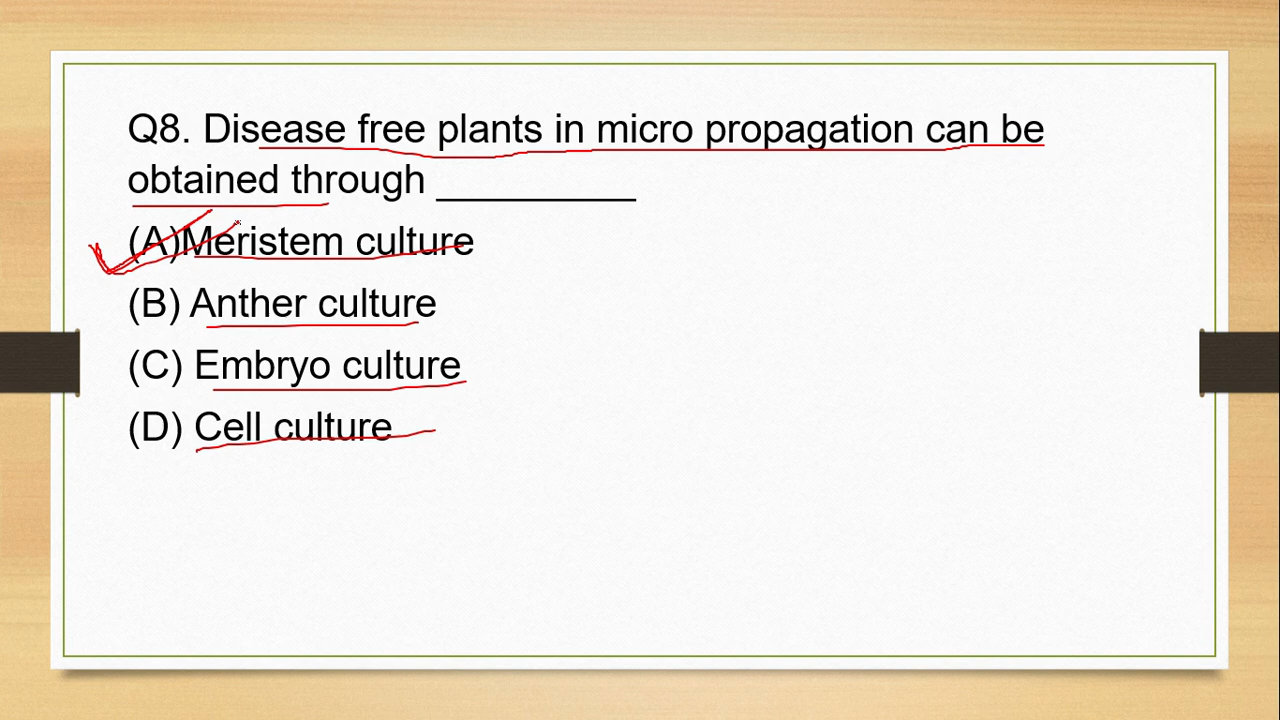 Q8. Disease free plants in micro propagation can be
obtained through _________
(A)Meristem culture
(B) Anther culture
(C) Embryo culture
(D) Cell culture